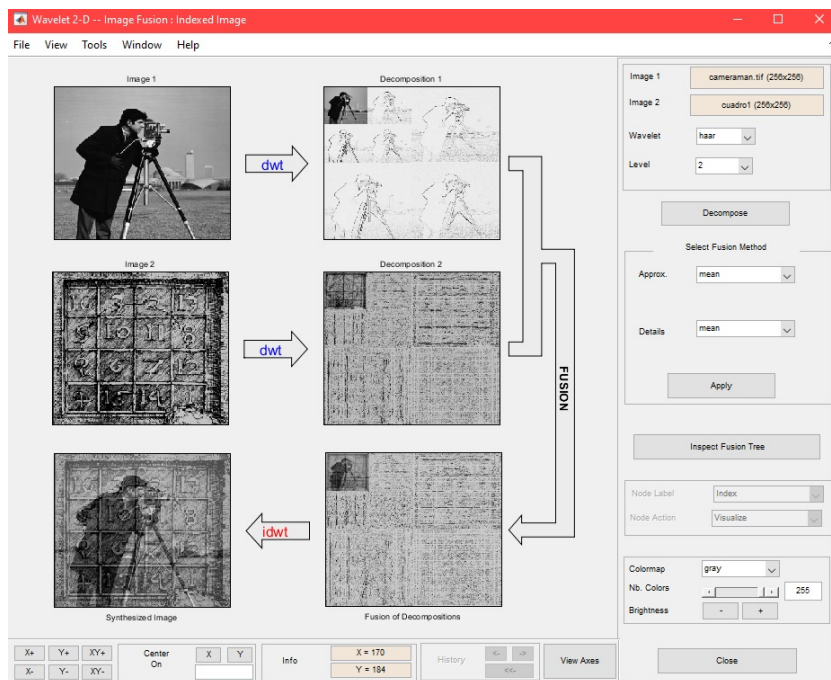 Wavelet 2-D -- Image Fusion : Indexed Image
File View Tools Window Help
Image 1
Decomposition 1
dwt
Image 2
Decomposition 2
dwt
FUSION
idwt
Synthesized Image
Fusion of Decompositions
Image 1 cameraman.tif (256x256)
Image 2 cuadro1 (256x256)
Wavelet haar
Level 2
Decompose
Select Fusion Method
Approx. mean
Details mean
Apply
Inspect Fusion Tree
Node Label Index
Node Action Visualize
Colormap gray
Nb. Colors 255
Brightness - +
X+ Y+ XY+
X- Y- XY-
Center
On
X Y
Info
X = 170
Y = 184
History
<- ->
<<-
View Axes
Close